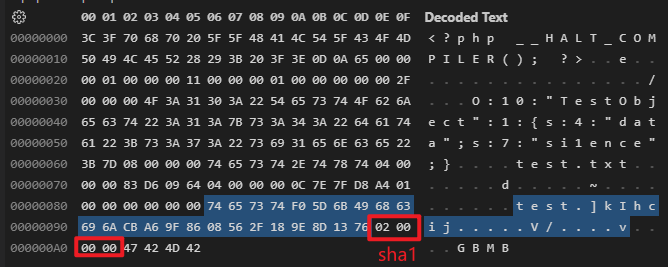 00 01 02 03 04 05 06 07 08 09 0A 0B 0C 0D 0E 0F Decoded Text
00000000 3C 3F 70 68 70 20 5F 5F 48 41 4C 54 5F 43 4F 4D < ? p h p   _ _ H A L T _ C O M
00000010 50 49 4C 45 52 28 29 3B 20 3F 3E 0D 0A 65 00 00 P I L E R ( ) ;   ? > . . e . .
00000020 00 01 00 00 00 11 00 00 00 01 00 00 00 00 00 2F . . . . . . . . . . . . . . . /
00000030 00 00 00 4F 3A 31 30 3A 22 54 65 73 74 4F 62 6A . . . O : 1 0 : " T e s t O b j
00000040 65 63 74 22 3A 31 3A 7B 73 3A 34 3A 22 64 61 74 e c t " : 1 : { s : 4 : " d a t
00000050 61 22 3B 73 3A 37 3A 22 73 69 31 65 6E 63 65 22 a " ; s : 7 : " s i 1 e n c e "
00000060 3B 7D 08 00 00 00 74 65 73 74 2E 74 78 74 04 00 ; } . . . . t e s t . t x t . .
00000070 00 00 83 D6 09 64 04 00 00 00 0C 7E 7F D8 A4 01 . . . . . d . . . . . ~ . . . .
00000080 00 00 00 00 00 00 74 65 73 74 F0 5D 6B 49 68 63 . . . . . . t e s t . ] k I h c
00000090 69 6A CB A6 9F 86 08 56 2F 18 9E 8D 13 76 02 00 i j . . . . . V / . . . . v . .
000000A0 00 00 47 42 4D 42 . . G B M B
sha1